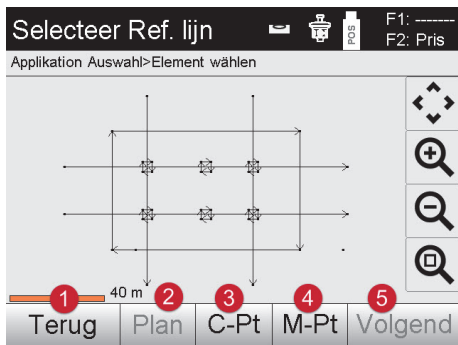 Selecteer Ref. lijn
POS
F1: -------
F2: Pris
Applikation Auswahl>Element wählen
40 m
1
2
3
4
5
Terug
Plan
C-Pt
M-Pt
Volgend